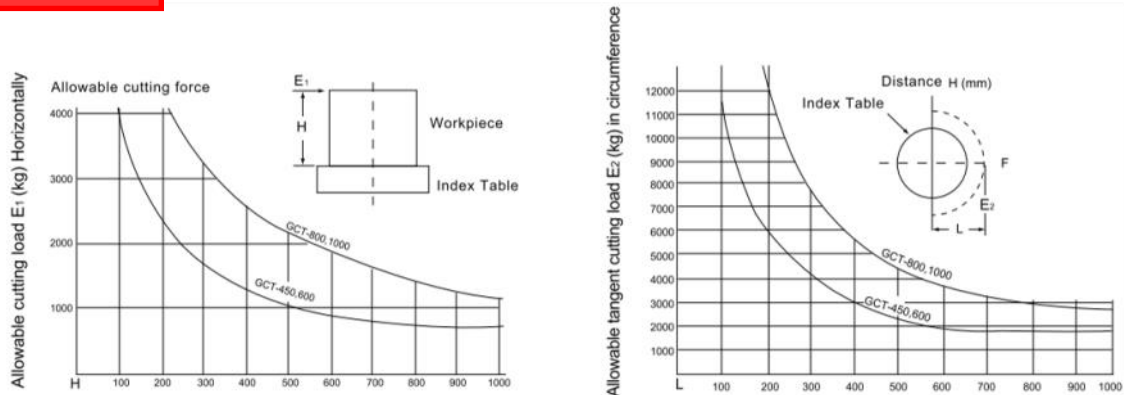 Allowable cutting load E₁ (kg) Horizontally
Allowable cutting force
4000
3000
2000
1000
H 100 200 300 400 500 600 700 800 900 1000
E₁
H
Workpiece
Index Table
GCT-800,1000
GCT-450,600
Allowable tangent cutting load E₂ (kg) in circumference
12000
11000
10000
9000
8000
7000
6000
5000
4000
3000
2000
1000
L 100 200 300 400 500 600 700 800 900 1000
Distance H (mm)
Index Table
F
E₂
L
GCT-800,1000
GCT-450,600